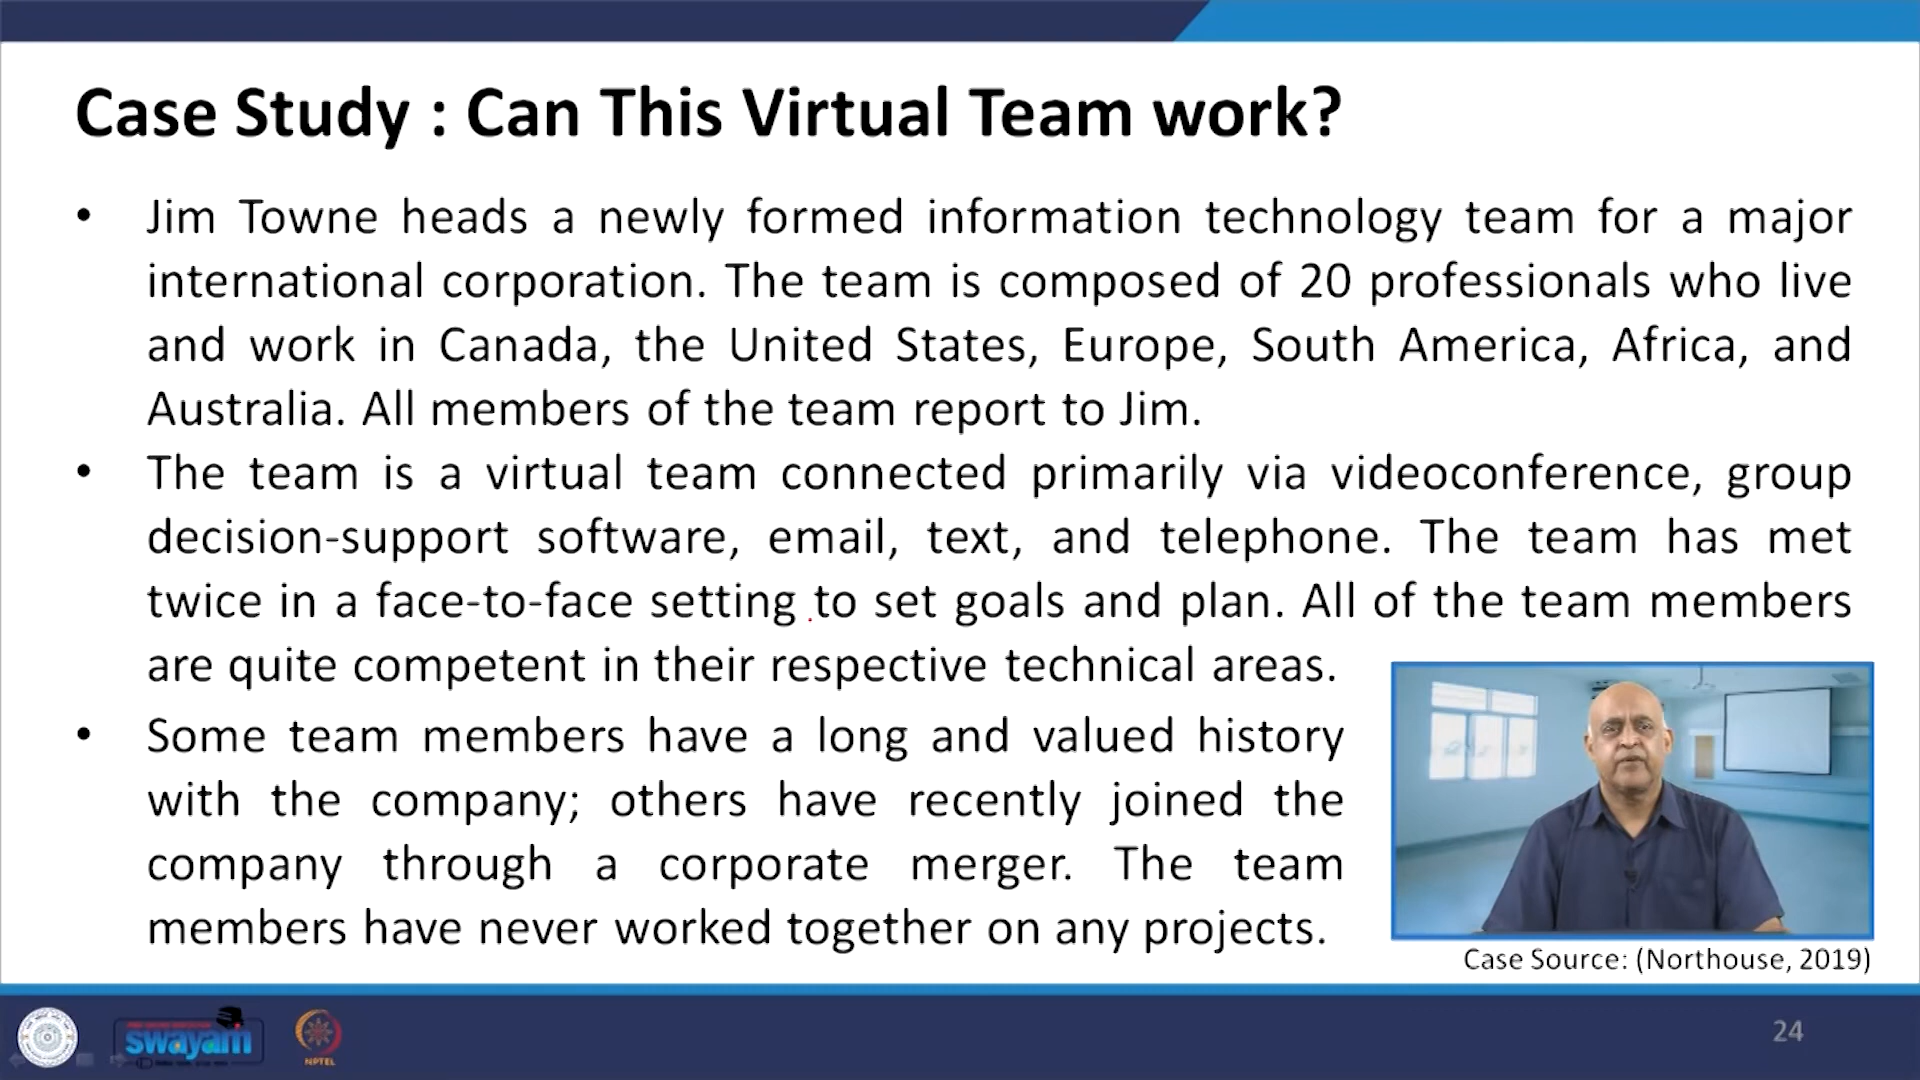 Case Study : Can This Virtual Team work?
• Jim Towne heads a newly formed information technology team for a major
international corporation. The team is composed of 20 professionals who live
and work in Canada, the United States, Europe, South America, Africa, and
Australia. All members of the team report to Jim.
• The team is a virtual team connected primarily via videoconference, group
decision-support software, email, text, and telephone. The team has met
twice in a face-to-face setting to set goals and plan. All of the team members
are quite competent in their respective technical areas.
• Some team members have a long and valued history
with the company; others have recently joined the
company through a corporate merger. The team
members have never worked together on any projects.
Case Source: (Northouse, 2019)
swayam
NPTEL
24